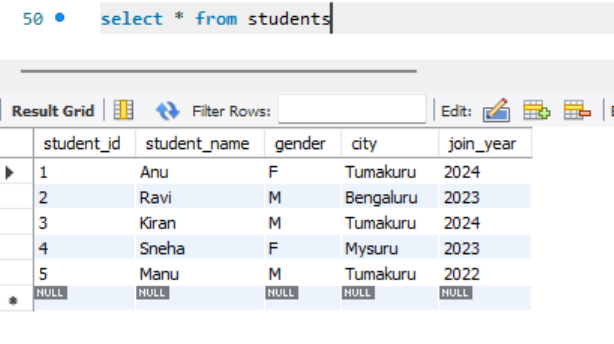 50 select * from students
Result Grid Filter Rows: Edit:
student_id student_name gender city join_year
1 Anu F Tumakuru 2024
2 Ravi M Bengaluru 2023
3 Kiran M Tumakuru 2024
4 Sneha F Mysuru 2023
5 Manu M Tumakuru 2022
NULL NULL NULL NULL NULL